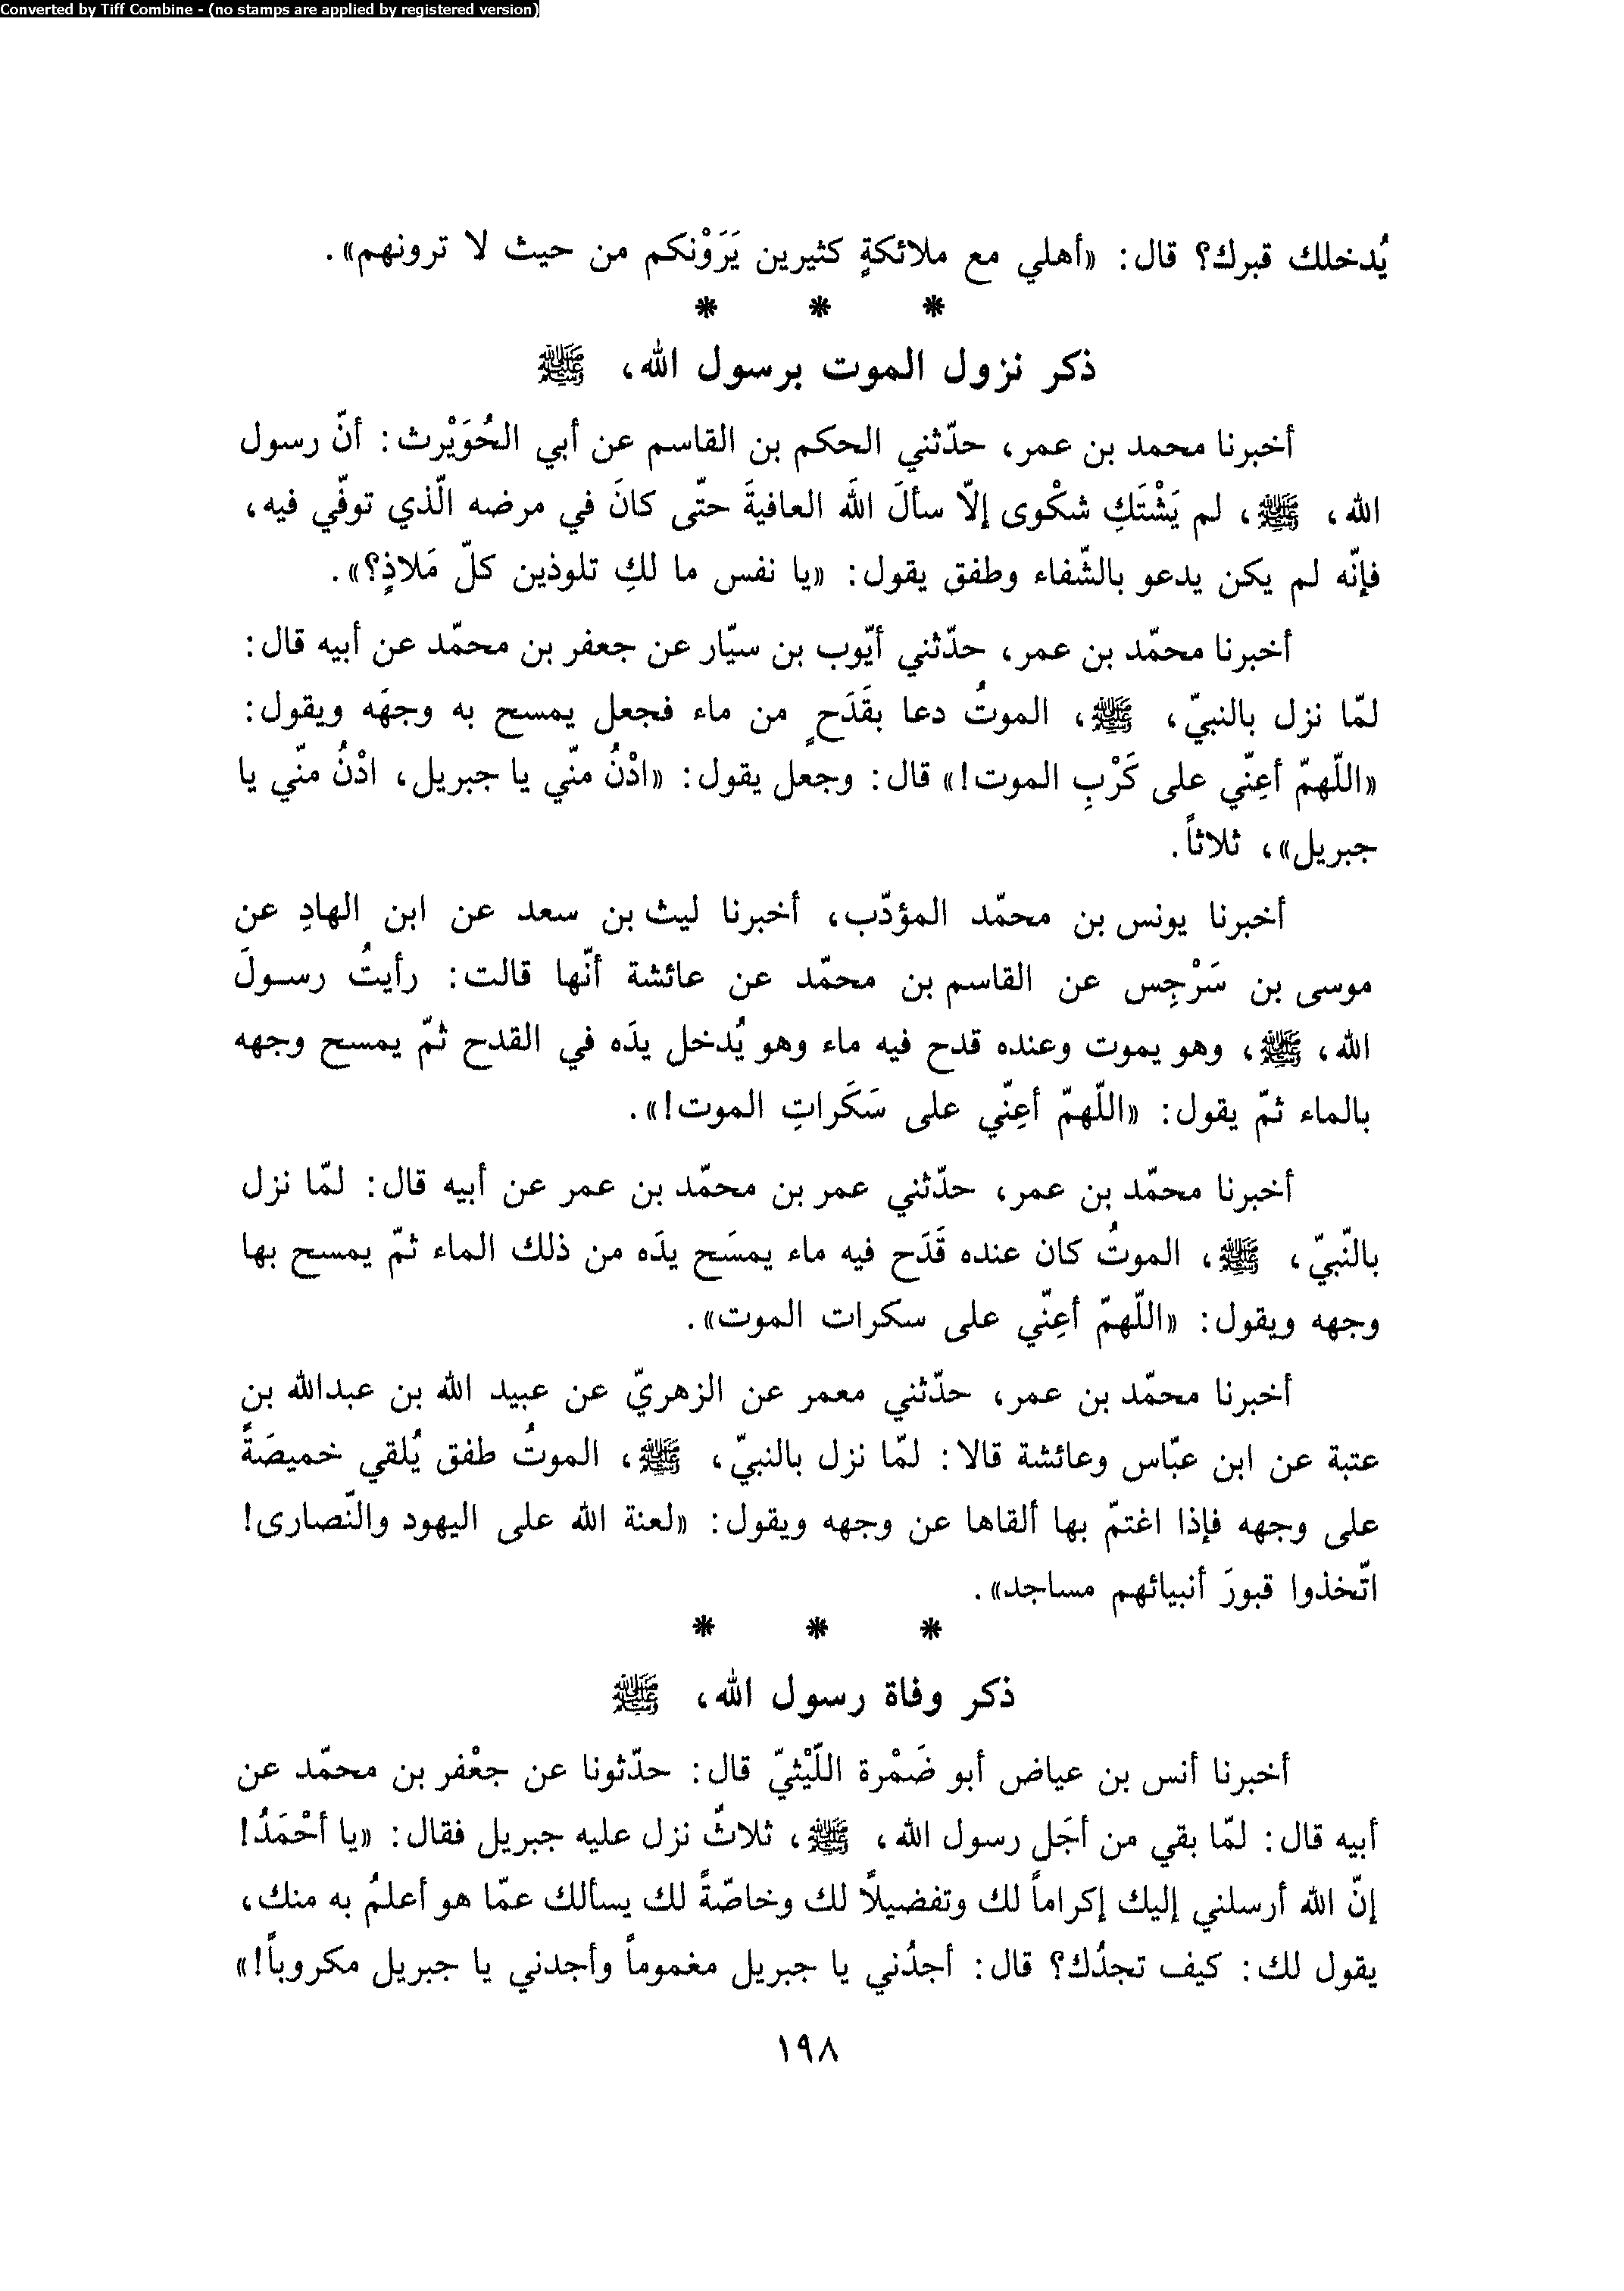 Converted by Tiff Combine - (no stamps are applied by registered version)
يُدخلك قبرك؟ قال: «أهلي مع ملائكةٍ كثيرين يَرَوْنكم من حيث لا ترونهم».
* * *
ذكر نزول الموت برسول الله، ﷺ
أخبرنا محمد بن عمر، حدّثني الحكم بن القاسم عن أبي الحُوَيْرث: أنّ رسول
الله، ﷺ، لم يَشْتَكِ شكْوى إلاّ سألَ اللهَ العافيةَ حتّى كانَ في مرضه الّذي توفّي فيه،
فإنّه لم يكن يدعو بالشّفاء وطفق يقول: «يا نفس ما لكِ تلوذين كلّ مَلاذٍ؟».
أخبرنا محمّد بن عمر، حدّثني أيّوب بن سيّار عن جعفر بن محمّد عن أبيه قال:
لمّا نزل بالنبيّ، ﷺ، الموتُ دعا بقَدَحٍ من ماء فجعل يمسح به وجهَه ويقول:
«اللّهمّ أعِنّي على كَرْبِ الموت!» قال: وجعل يقول: «ادْنُ منّي يا جبريل، ادْنُ منّي يا
جبريل»، ثلاثاً.
أخبرنا يونس بن محمّد المؤدّب، أخبرنا ليث بن سعد عن ابن الهادِ عن
موسى بن سَرْجِس عن القاسم بن محمّد عن عائشة أنّها قالت: رأيتُ رسولَ
الله، ﷺ، وهو يموت وعنده قدح فيه ماء وهو يُدخل يدَه في القدح ثمّ يمسح وجهه
بالماء ثمّ يقول: «اللّهمّ أعِنّي على سَكَراتِ الموت!».
أخبرنا محمّد بن عمر، حدّثني عمر بن محمّد بن عمر عن أبيه قال: لمّا نزل
بالنّبيّ، ﷺ، الموتُ كان عنده قَدَح فيه ماء يمسَح يدَه من ذلك الماء ثمّ يمسح بها
وجهه ويقول: «اللّهمّ أعِنّي على سكرات الموت».
أخبرنا محمّد بن عمر، حدّثني معمر عن الزهريّ عن عبيد الله بن عبدالله بن
عتبة عن ابن عبّاس وعائشة قالا: لمّا نزل بالنبيّ، ﷺ، الموتُ طفق يُلقي خميصَةً
على وجهه فإذا اغتمّ بها ألقاها عن وجهه ويقول: «لعنة الله على اليهود والنّصارى!
اتّخذوا قبورَ أنبيائهم مساجد».
* * *
ذكر وفاة رسول الله، ﷺ
أخبرنا أنس بن عياض أبو ضَمْرة اللّيْثيّ قال: حدّثونا عن جعْفر بن محمّد عن
أبيه قال: لمّا بقي من أجَل رسول الله، ﷺ، ثلاثٌ نزل عليه جبريل فقال: «يا أحْمَدُ!
إنّ الله أرسلني إليك إكراماً لك وتفضيلاً لك وخاصّةً لك يسألك عمّا هو أعلمُ به منك،
يقول لك: كيف تجدُك؟ قال: أجدُني يا جبريل مغموماً وأجدني يا جبريل مكروباً!»
١٩٨